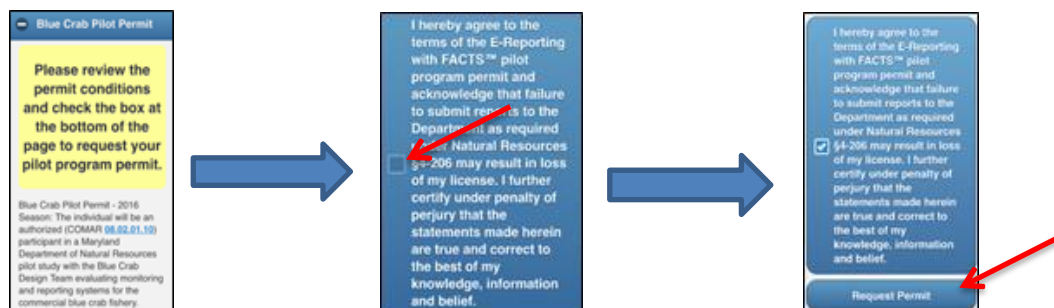 Blue Crab Pilot Permit
Please review the
permit conditions
and check the box at
the bottom of the
page to request your
pilot program permit.
Blue Crab Pilot Permit - 2016
Season: The individual will be an
authorized (COMAR 08.02.01.10)
participant in a Maryland
Department of Natural Resources
pilot study with the Blue Crab
Design Team evaluating monitoring
and reporting systems for the
commercial blue crab fishery.
I hereby agree to the
terms of the E-Reporting
with FACTS™ pilot
program permit and
acknowledge that failure
to submit reports to the
Department as required
under Natural Resources
§4-206 may result in loss
of my license. I further
certify under penalty of
perjury that the
statements made herein
are true and correct to
the best of my
knowledge, information
and belief.
I hereby agree to the
terms of the E-Reporting
with FACTS™ pilot
program permit and
acknowledge that failure
to submit reports to the
Department as required
under Natural Resources
§4-206 may result in loss
of my license. I further
certify under penalty of
perjury that the
statements made herein
are true and correct to
the best of my
knowledge, information
and belief.
Request Permit